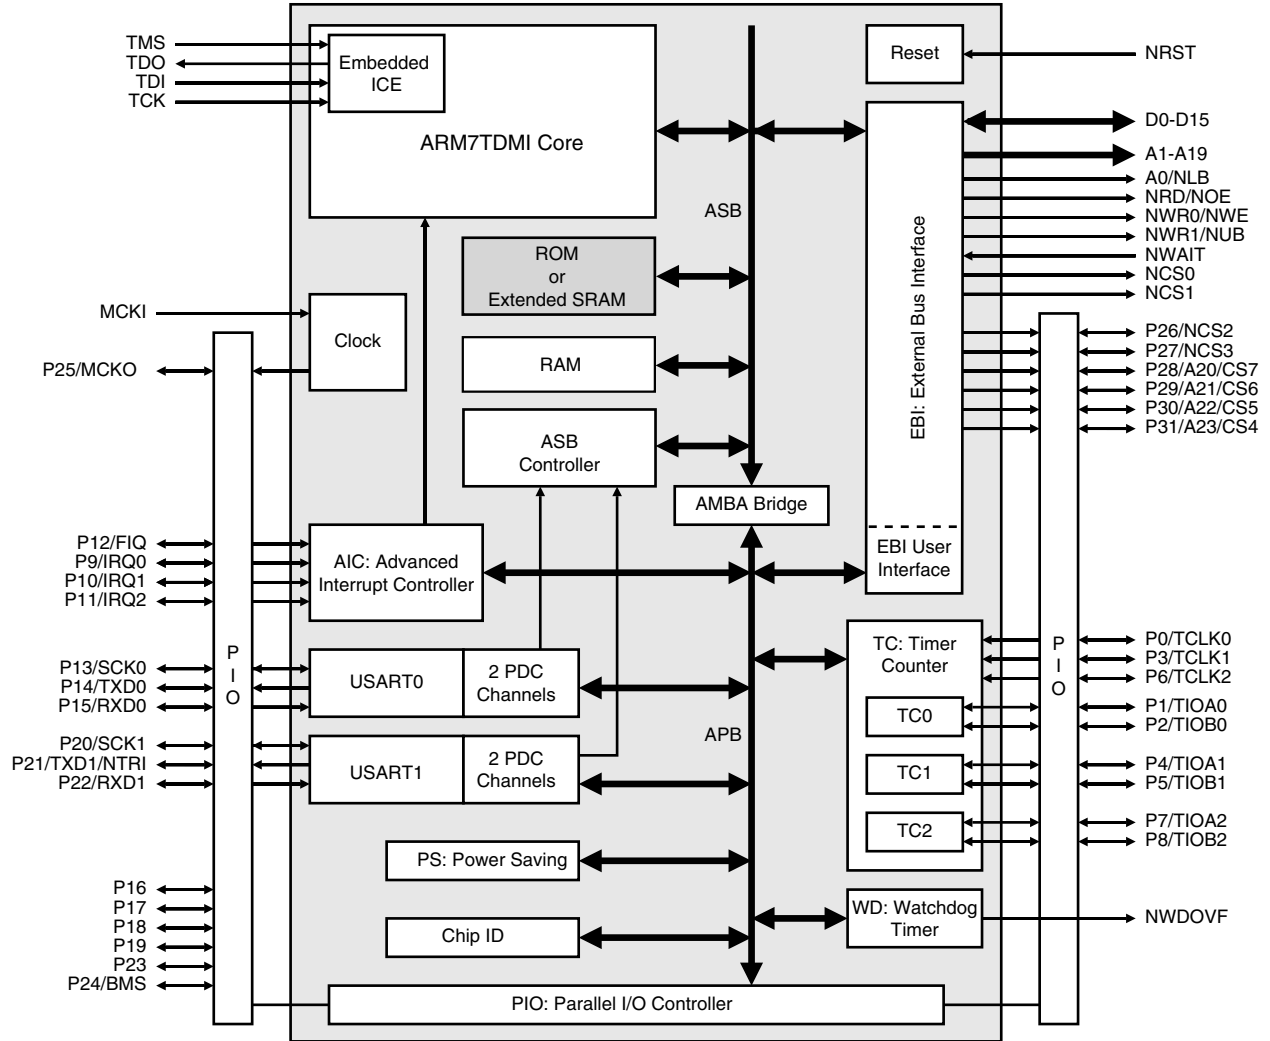 TMS
TDO
TDI
TCK
Embedded
ICE
ARM7TDMI Core
Reset
NRST
D0-D15
A1-A19
A0/NLB
NRD/NOE
NWR0/NWE
NWR1/NUB
NWAIT
NCS0
NCS1
ASB
EBI: External Bus Interface
ROM
or
Extended SRAM
MCKI
Clock
RAM
P25/MCKO
P26/NCS2
P27/NCS3
P28/A20/CS7
P29/A21/CS6
P30/A22/CS5
P31/A23/CS4
ASB
Controller
AMBA Bridge
EBI User
Interface
P12/FIQ
P9/IRQ0
P10/IRQ1
P11/IRQ2
AIC: Advanced
Interrupt Controller
P
I
O
P13/SCK0
P14/TXD0
P15/RXD0
USART0
2 PDC
Channels
TC: Timer
Counter
P
I
O
P0/TCLK0
P3/TCLK1
P6/TCLK2
TC0
P1/TIOA0
P2/TIOB0
APB
P20/SCK1
P21/TXD1/NTRI
P22/RXD1
USART1
2 PDC
Channels
TC1
P4/TIOA1
P5/TIOB1
TC2
P7/TIOA2
P8/TIOB2
PS: Power Saving
P16
P17
P18
P19
P23
P24/BMS
Chip ID
WD: Watchdog
Timer
NWDOVF
PIO: Parallel I/O Controller